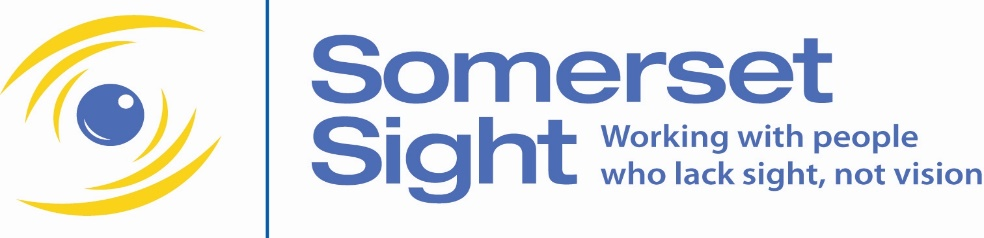 Somerset
Sight
Working with people
who lack sight, not vision